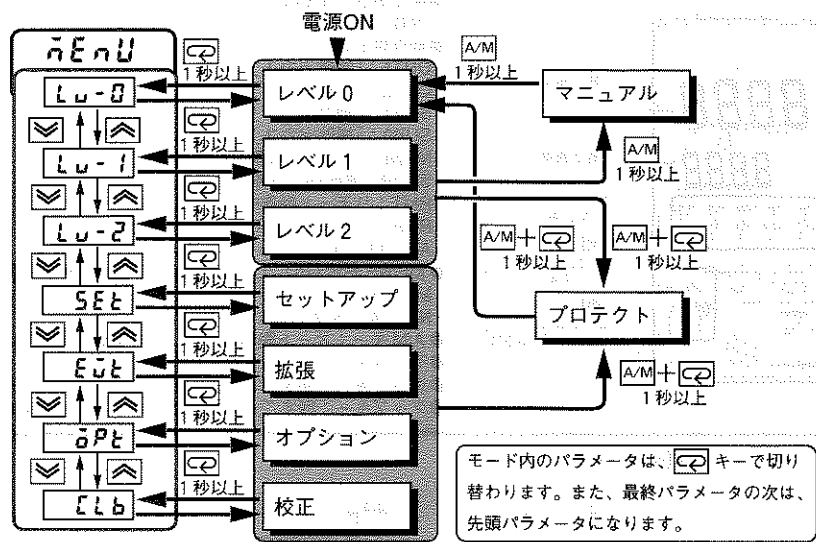 電源ON
mEnU
1秒以上
A/M
1秒以上
Lu-0
レベル0
マニュアル
1秒以上
A/M
1秒以上
Lu-1
レベル1
1秒以上
Lu-2
レベル2
A/M+
1秒以上
A/M+
1秒以上
1秒以上
SEt
セットアップ
プロテクト
1秒以上
A/M+
1秒以上
EXt
拡張
1秒以上
oPt
オプション
1秒以上
CLb
校正
モード内のパラメータは、 キーで切り
替わります。また、最終パラメータの次は、
先頭パラメータになります。